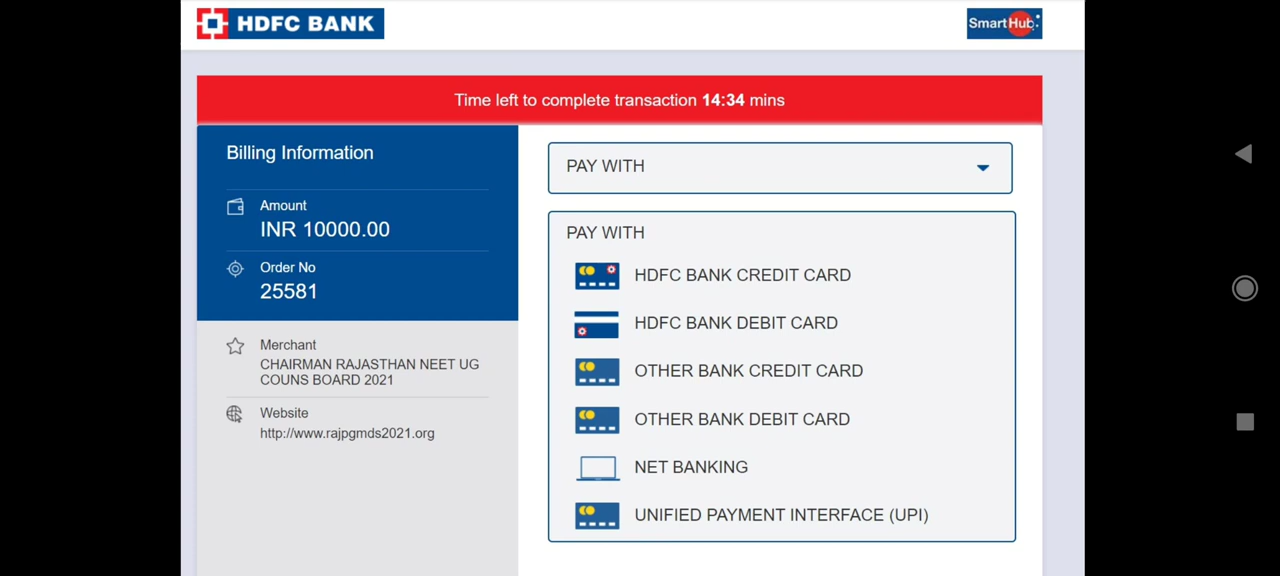 HDFC BANK
SmartHub
Time left to complete transaction 14:34 mins
Billing Information
Amount
INR 10000.00
Order No
25581
Merchant
CHAIRMAN RAJASTHAN NEET UG
COUNS BOARD 2021
Website
http://www.rajpgmds2021.org
PAY WITH
PAY WITH
HDFC BANK CREDIT CARD
HDFC BANK DEBIT CARD
OTHER BANK CREDIT CARD
OTHER BANK DEBIT CARD
NET BANKING
UNIFIED PAYMENT INTERFACE (UPI)